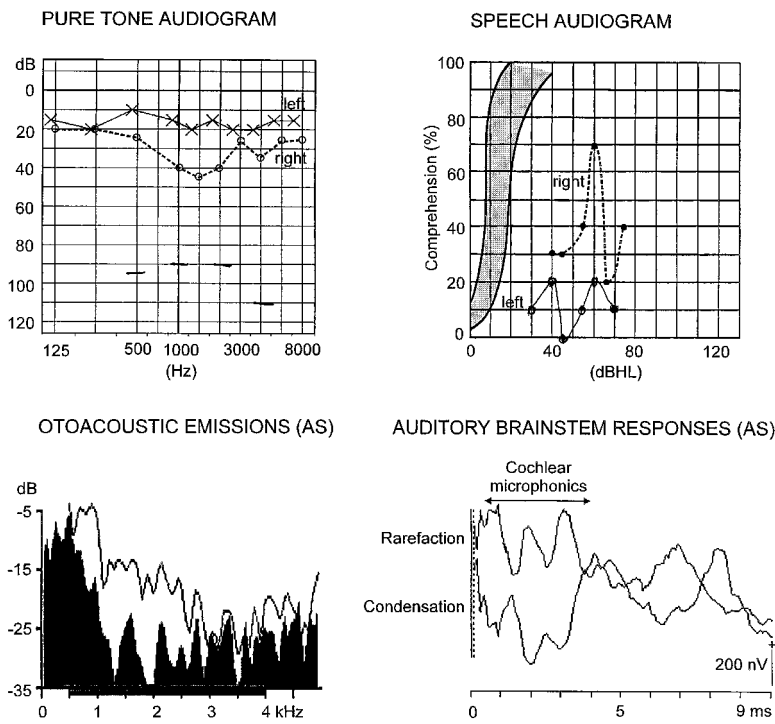 PURE TONE AUDIOGRAM
dB
0
20
40
60
80
100
120
left
right
125 500 1000 3000 8000
(Hz)
SPEECH AUDIOGRAM
Comprehension (%)
100
80
60
40
20
0
right
left
0 40 80 120
(dBHL)
OTOACOUSTIC EMISSIONS (AS)
dB
-5
-15
-25
-35
0 1 2 3 4 kHz
AUDITORY BRAINSTEM RESPONSES (AS)
Cochlear
microphonics
Rarefaction
Condensation
200 nV
0 5 9 ms